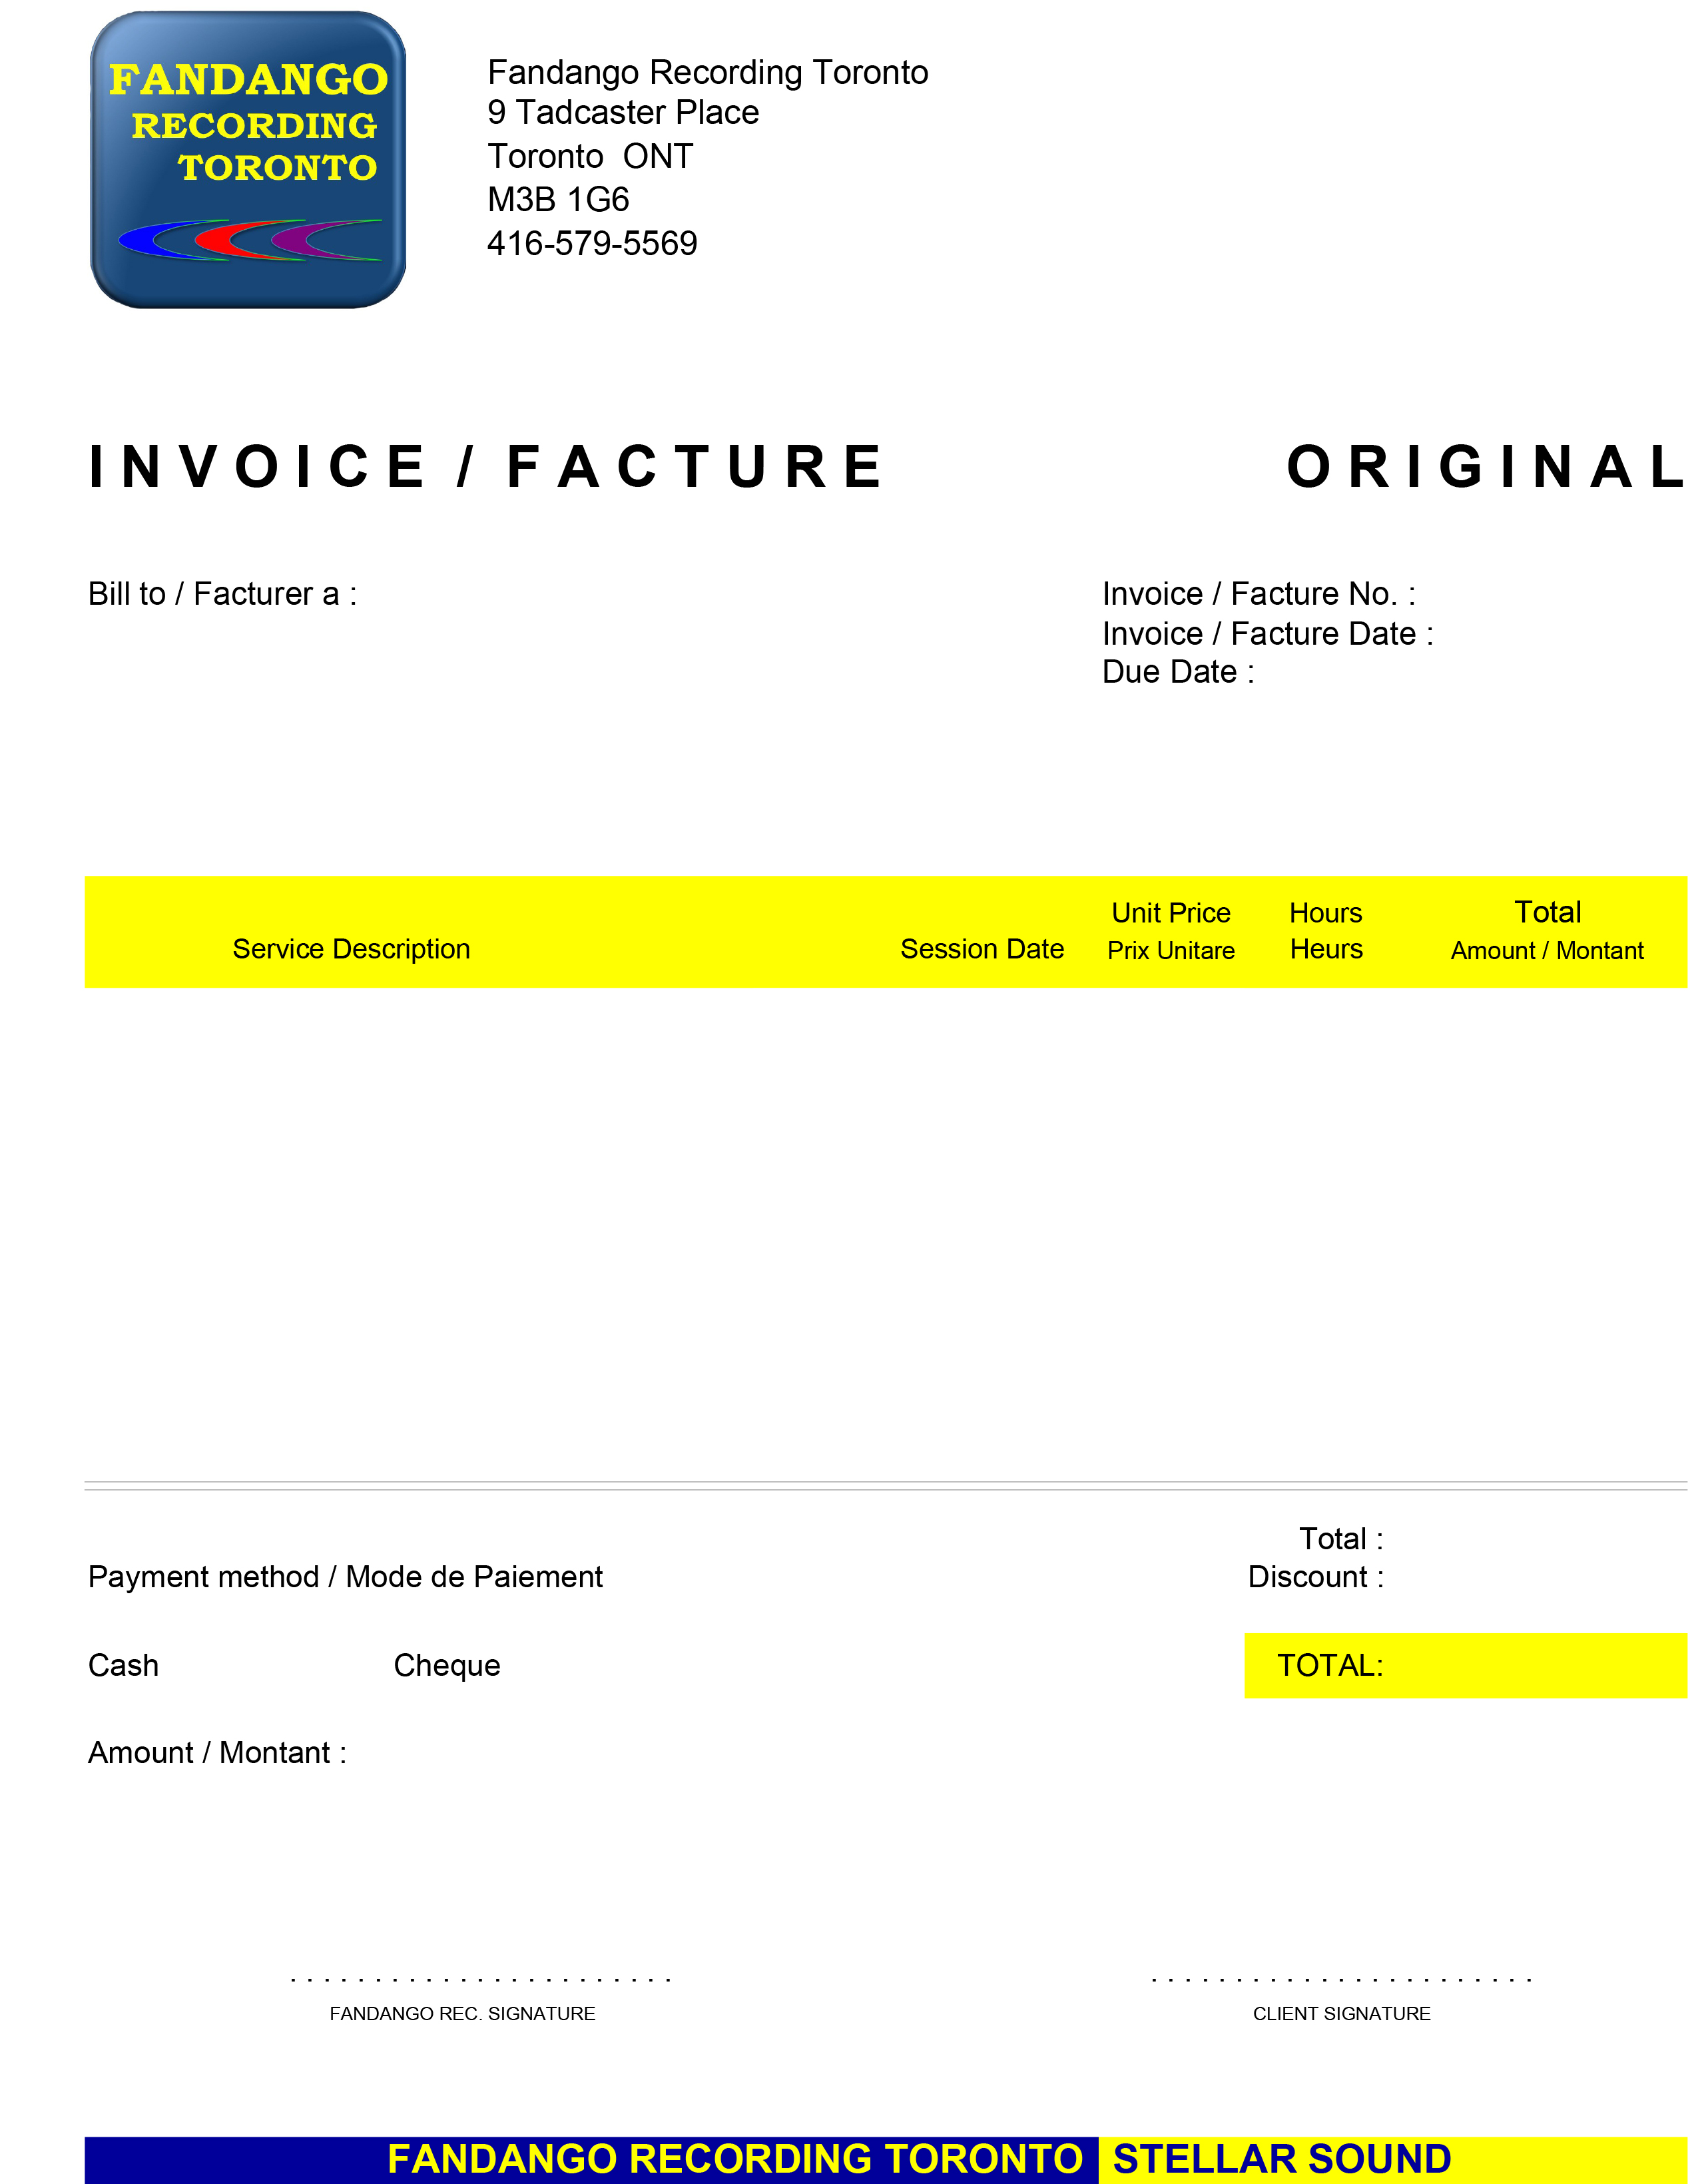 FANDANGO
RECORDING
TORONTO
Fandango Recording Toronto
9 Tadcaster Place
Toronto  ONT
M3B 1G6
416-579-5569
INVOICE / FACTURE
ORIGINAL
Bill to / Facturer a :
Invoice / Facture No. :
Invoice / Facture Date :
Due Date :
Service Description
Session Date
Unit Price
Prix Unitare
Hours
Heurs
Total
Amount / Montant
Total :
Payment method / Mode de Paiement
Discount :
Cash
Cheque
TOTAL:
Amount / Montant :
. . . . . . . . . . . . . . . . . . . . . . .
. . . . . . . . . . . . . . . . . . . . . . .
FANDANGO REC. SIGNATURE
CLIENT SIGNATURE
FANDANGO RECORDING TORONTO STELLAR SOUND